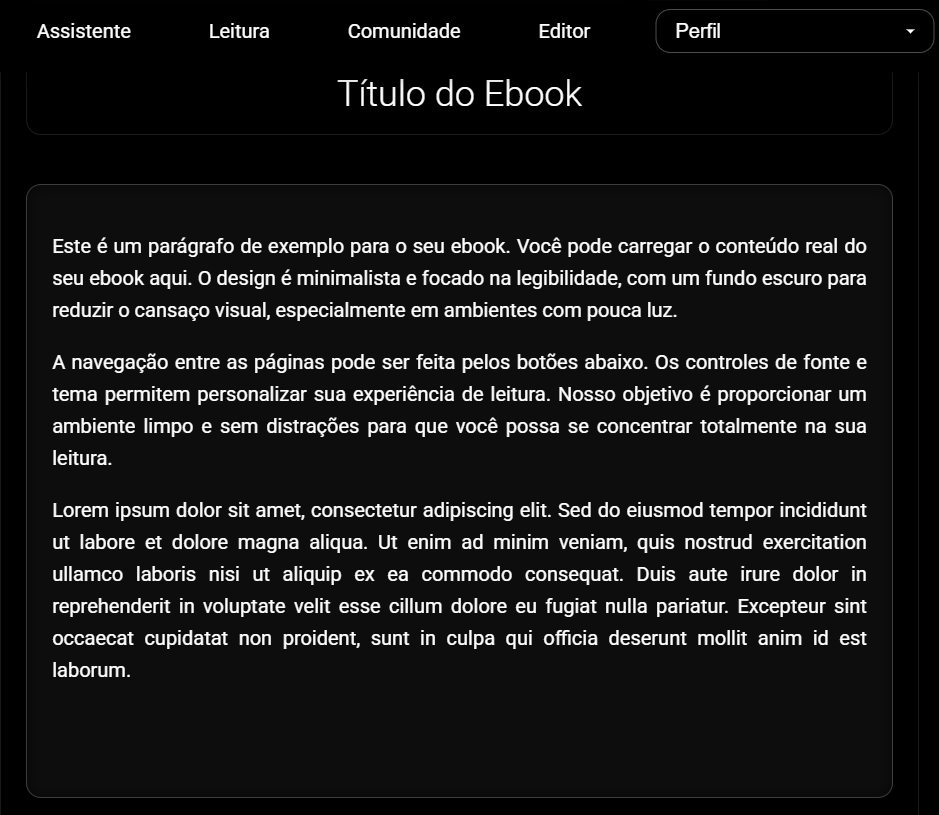 Assistente Leitura Comunidade Editor Perfil
Título do Ebook
Este é um parágrafo de exemplo para o seu ebook. Você pode carregar o conteúdo real do
seu ebook aqui. O design é minimalista e focado na legibilidade, com um fundo escuro para
reduzir o cansaço visual, especialmente em ambientes com pouca luz.
A navegação entre as páginas pode ser feita pelos botões abaixo. Os controles de fonte e
tema permitem personalizar sua experiência de leitura. Nosso objetivo é proporcionar um
ambiente limpo e sem distrações para que você possa se concentrar totalmente na sua
leitura.
Lorem ipsum dolor sit amet, consectetur adipiscing elit. Sed do eiusmod tempor incididunt
ut labore et dolore magna aliqua. Ut enim ad minim veniam, quis nostrud exercitation
ullamco laboris nisi ut aliquip ex ea commodo consequat. Duis aute irure dolor in
reprehenderit in voluptate velit esse cillum dolore eu fugiat nulla pariatur. Excepteur sint
occaecat cupidatat non proident, sunt in culpa qui officia deserunt mollit anim id est
laborum.